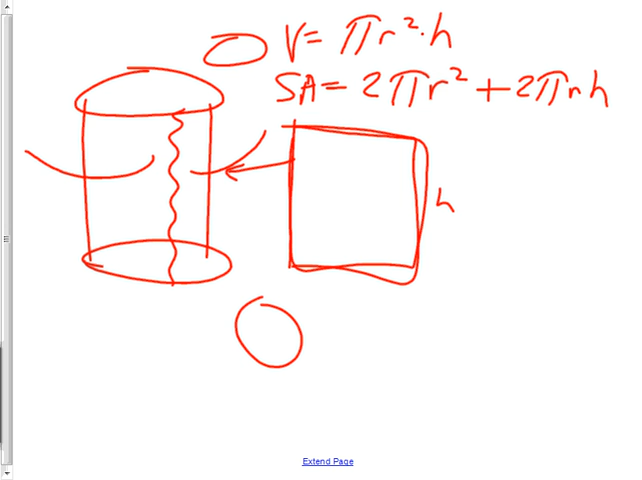 V = πr²·h
SA = 2πr² + 2πrh
h
Extend Page